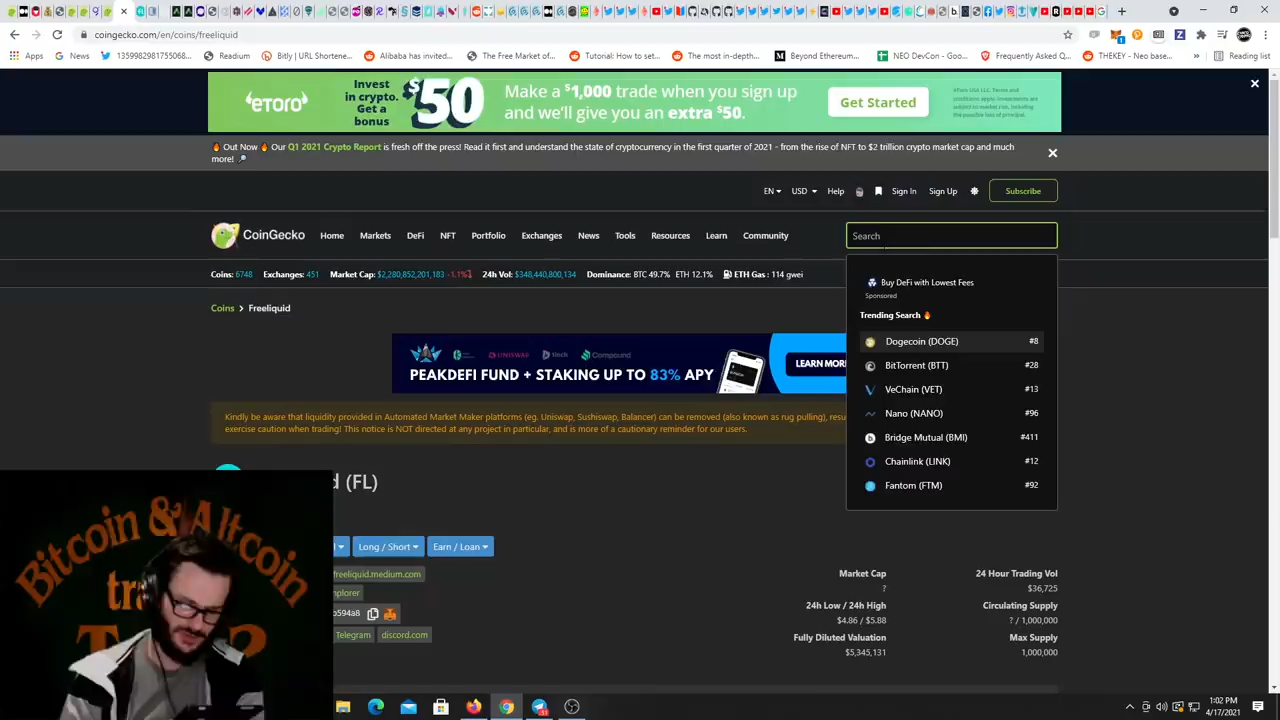 coingecko.com/en/coins/freeliquid
Apps
News
1359982981755068...
Readium
Bitly | URL Shortene...
Alibaba has invited...
The Free Market of...
Tutorial: How to set...
The most in-depth...
Beyond Ethereum...
NEO DevCon - Goo...
Frequently Asked Q...
THEKEY - Neo base...
»
Reading list
eToro
Invest
in crypto.
Get a
bonus
$50
Make a $1,000 trade when you sign up
and we'll give you an extra $50.
Get Started
🔥 Out Now 🔥 Our Q1 2021 Crypto Report is fresh off the press! Read it first and understand the state of cryptocurrency in the first quarter of 2021 - from the rise of NFT to $2 trillion crypto market cap and much
more! 🔎
EN
USD
Help
Sign In
Sign Up
Subscribe
CoinGecko
Home
Markets
DeFi
NFT
Portfolio
Exchanges
News
Tools
Resources
Learn
Community
Search
Coins: 6748
Exchanges: 451
Market Cap: $2,280,852,201,183 -1.1%
24h Vol: $348,440,800,134
Dominance: BTC 49.7% ETH 12.1%
ETH Gas : 114 gwei
Buy DeFi with Lowest Fees
Sponsored
Trending Search 🔥
Dogecoin (DOGE) #8
BitTorrent (BTT) #28
VeChain (VET) #13
Nano (NANO) #96
Bridge Mutual (BMI) #411
Chainlink (LINK) #12
Fantom (FTM) #92
Coins > Freeliquid
UNISWAP
1inch
Compound
PEAKDEFI FUND + STAKING UP TO 83% APY
LEARN MORE
Kindly be aware that liquidity provided in Automated Market Maker platforms (eg. Uniswap, Sushiswap, Balancer) can be removed (also known as rug pulling), resu
exercise caution when trading! This notice is NOT directed at any project in particular, and is more of a cautionary reminder for our users.
d (FL)
l
Long / Short
Earn / Loan
freeliquid.medium.com
xplorer
b594a8
Telegram
discord.com
Market Cap
?
24 Hour Trading Vol
$36,725
24h Low / 24h High
$4.86 / $5.88
Circulating Supply
? / 1,000,000
Fully Diluted Valuation
$5,345,131
Max Supply
1,000,000
Bitcoin & Altcoin
1:02 PM
4/17/2021